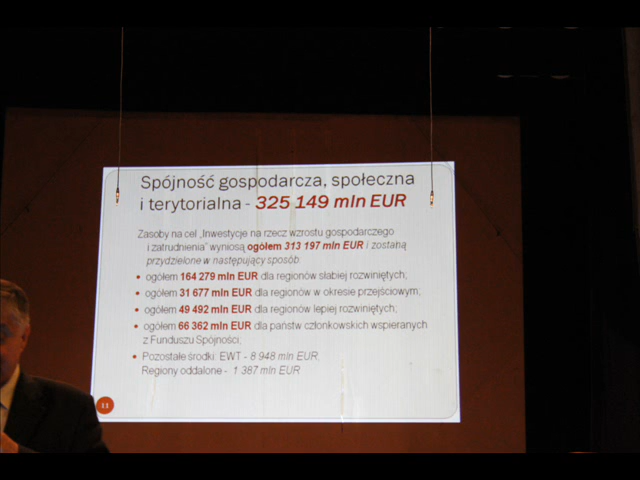 Spójność gospodarcza, społeczna
i terytorialna - 325 149 mln EUR
Zasoby na cel „Inwestycje na rzecz wzrostu gospodarczego
i zatrudnienia” wyniosą ogółem 313 197 mln EUR i zostaną
przydzielone w następujący sposób:
• ogółem 164 279 mln EUR dla regionów słabiej rozwiniętych;
• ogółem 31 677 mln EUR dla regionów w okresie przejściowym;
• ogółem 49 492 mln EUR dla regionów lepiej rozwiniętych;
• ogółem 66 362 mln EUR dla państw członkowskich wspieranych
z Funduszu Spójności;
• Pozostałe środki: EWT - 8 948 mln EUR,
Regiony oddalone - 1 387 mln EUR
11